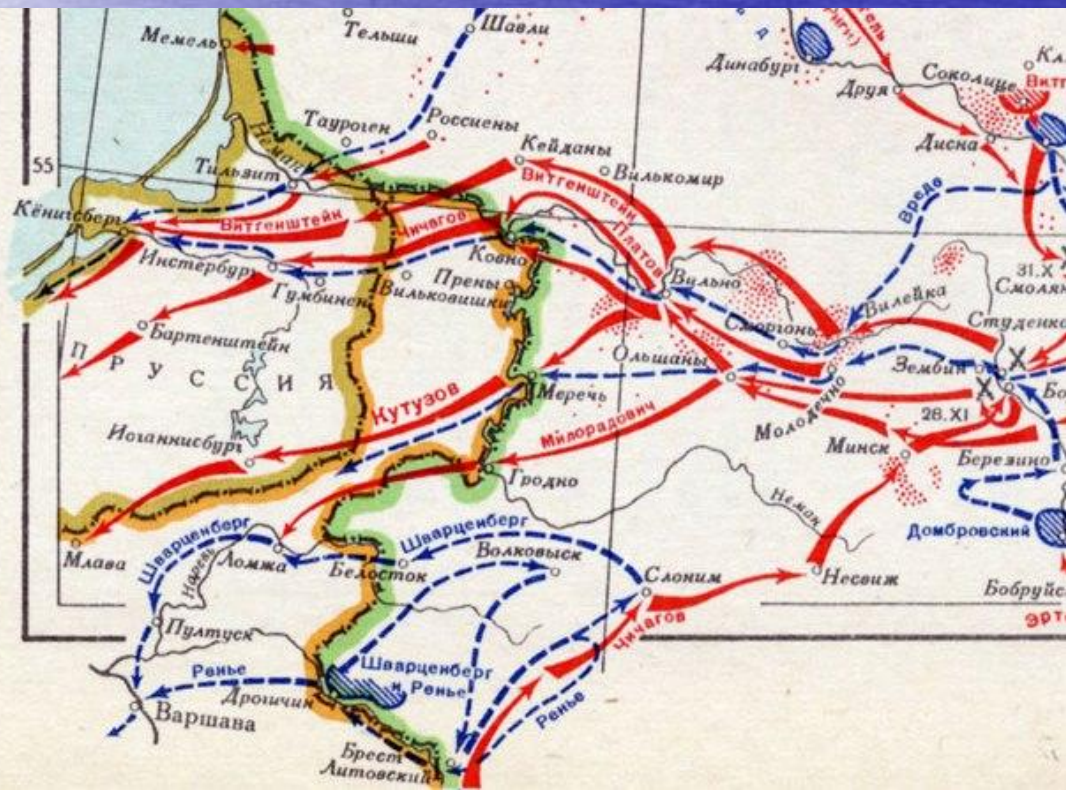 Мемель
Тельши
Шавли
Динабург
Друя
Соколище
Дисна
Таурoген
Россиены
Кейданы
Вилькомир
55
Неман
Тильзит
Витгенштейн
Вреде
Кёнигсберг
Витгенштейн
Чичагов
Платов
Ковно
Инстербург
Прены
Вильно
31.X
Гумбинен
Вильковишки
Вилейка
Сморгонь
Бартенштейн
Ольшаны
Зембин
ПРУССИЯ
Меречь
Кутузов
Молодечно
28.XI
Милорадович
Иоганнисбург
Минск
Березино
Гродно
Неман
Домбровский
Шварценберг
Шварценберг
Волковыск
Млава
Нарев
Ломжа
Белосток
Слоним
Несвиж
Чичагов
Пултуск
Ренье
Шварценберг
и Ренье
Дрогичин
Ренье
Варшава
Брест
Литовский